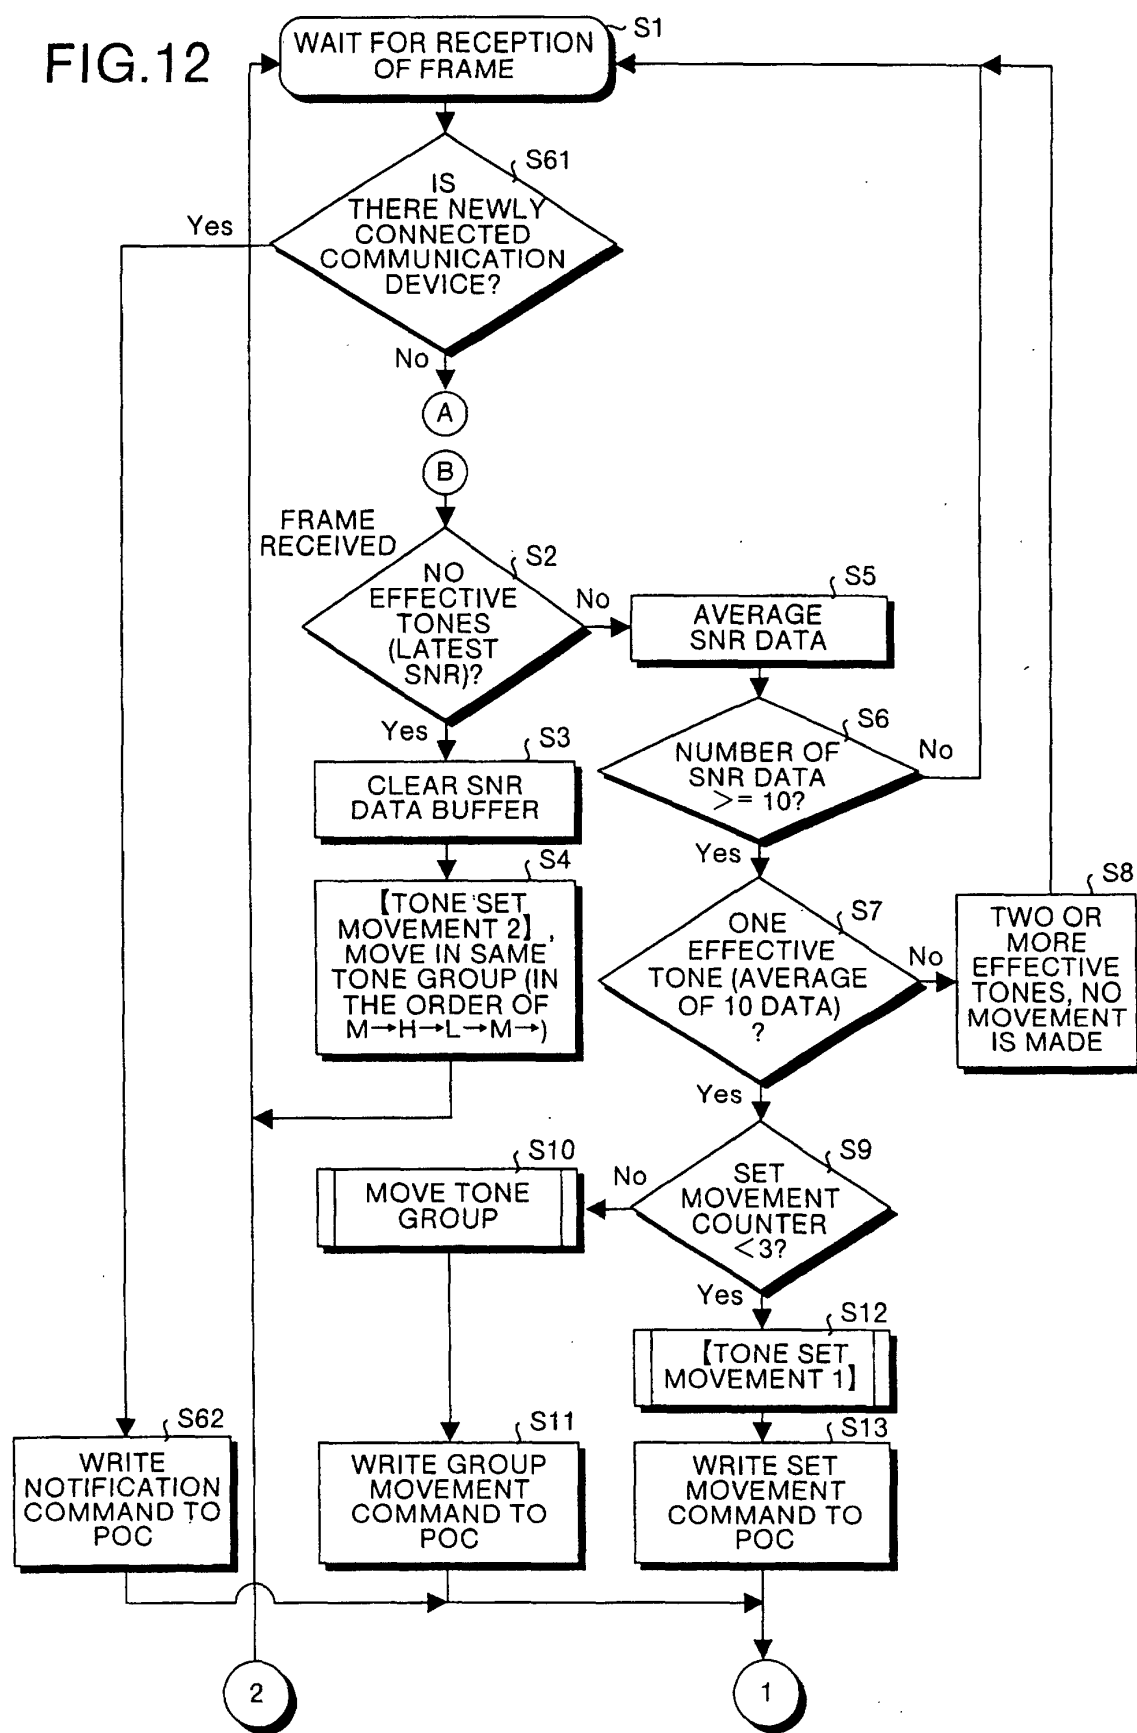 FIG.12
WAIT FOR RECEPTION
OF FRAME
S1
IS
THERE NEWLY
CONNECTED
COMMUNICATION
DEVICE?
S61
Yes
No
A
B
FRAME
RECEIVED
NO
EFFECTIVE
TONES
(LATEST
SNR)?
S2
No
Yes
AVERAGE
SNR DATA
S5
CLEAR SNR
DATA BUFFER
S3
NUMBER OF
SNR DATA
>= 10?
S6
No
Yes
【TONE SET
MOVEMENT 2】,
MOVE IN SAME
TONE GROUP (IN
THE ORDER OF
M→H→L→M→)
S4
ONE
EFFECTIVE
TONE (AVERAGE
OF 10 DATA)
?
S7
No
Yes
TWO OR
MORE
EFFECTIVE
TONES, NO
MOVEMENT
IS MADE
S8
SET
MOVEMENT
COUNTER
<3?
S9
No
Yes
MOVE TONE
GROUP
S10
【TONE SET
MOVEMENT 1】
S12
WRITE
NOTIFICATION
COMMAND TO
POC
S62
WRITE GROUP
MOVEMENT
COMMAND TO
POC
S11
WRITE SET
MOVEMENT
COMMAND TO
POC
S13
2
1